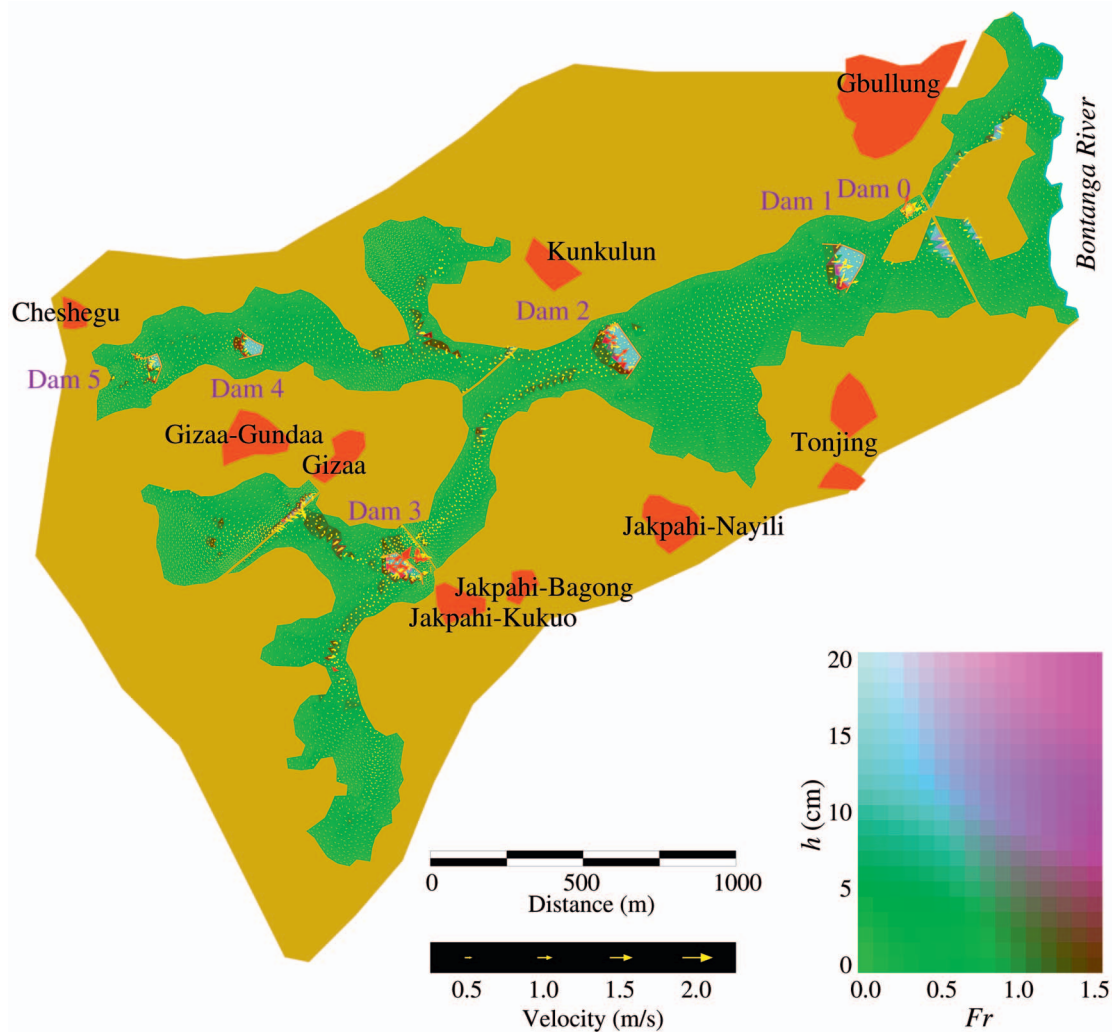 Gbullung
Bontanga River
Dam 1
Dam 0
Kunkulun
Cheshegu
Dam 2
Dam 5
Dam 4
Gizaa-Gundaa
Gizaa
Tonjing
Dam 3
Jakpahi-Nayili
Jakpahi-Bagong
Jakpahi-Kukuo
20
15
h (cm)
10
5
0
0.0 0.5 1.0 1.5
Fr
0 500 1000
Distance (m)
0.5 1.0 1.5 2.0
Velocity (m/s)